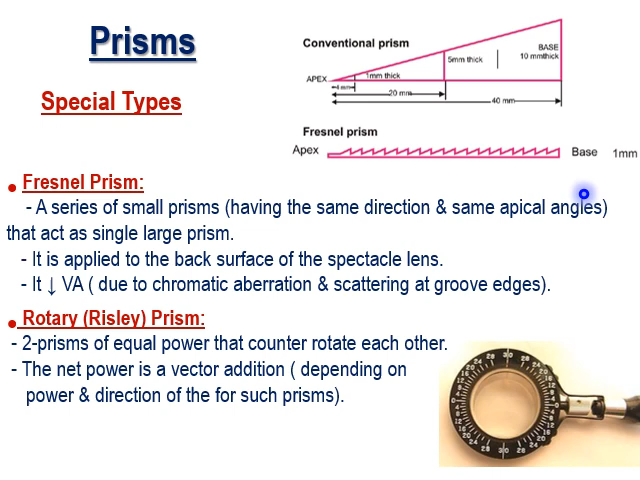 Prisms
Special Types
Conventional prism
APEX
1mm thick
5mm thick
BASE
10 mmthick
4 mm
20 mm
40 mm
Fresnel prism
Apex
Base
1mm
• Fresnel Prism:
- A series of small prisms (having the same direction & same apical angles)
that act as single large prism.
- It is applied to the back surface of the spectacle lens.
- It ↓ VA ( due to chromatic aberration & scattering at groove edges).
• Rotary (Risley) Prism:
- 2-prisms of equal power that counter rotate each other.
- The net power is a vector addition ( depending on
power & direction of the for such prisms).